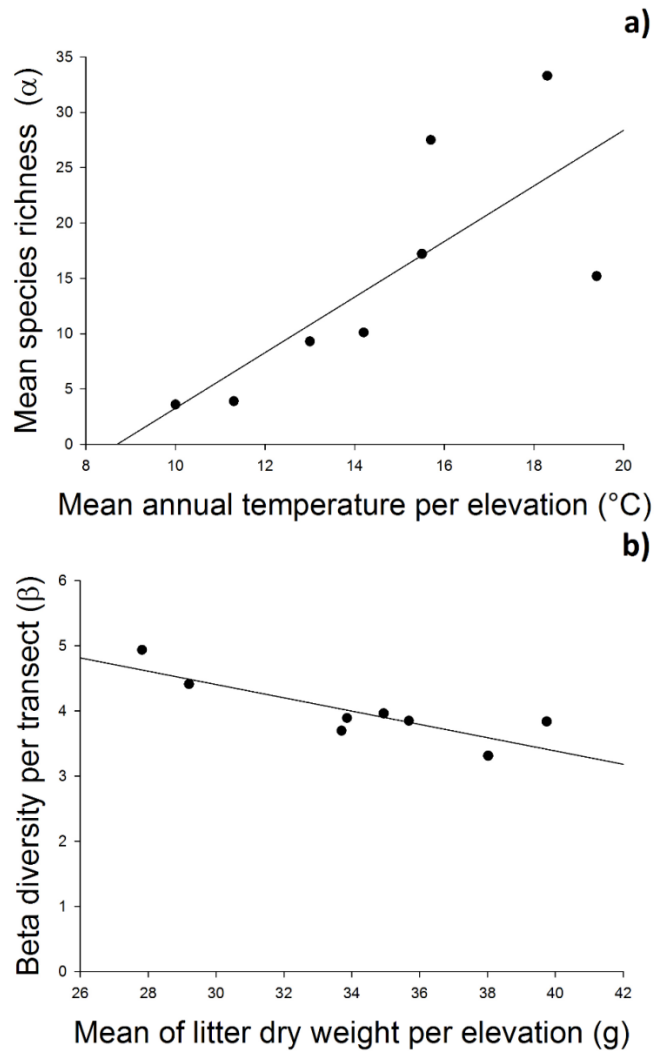 a)
35
30
25
20
15
10
5
0
8 10 12 14 16 18 20
Mean species richness (α)
Mean annual temperature per elevation (°C)
b)
6
5
4
3
2
1
0
26 28 30 32 34 36 38 40 42
Beta diversity per transect (β)
Mean of litter dry weight per elevation (g)